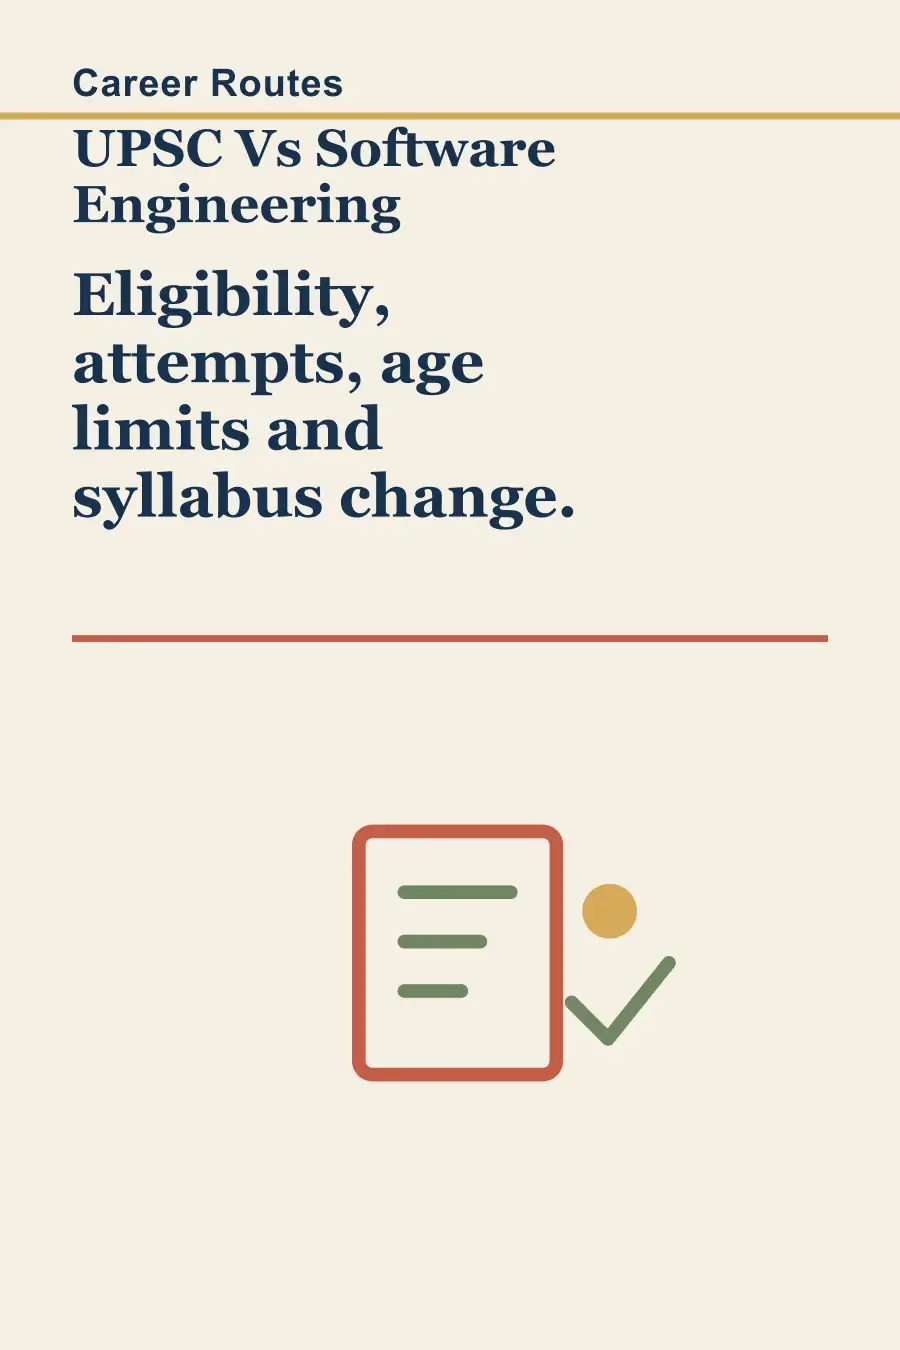 Career Routes
UPSC Vs Software
Engineering
Eligibility,
attempts, age
limits and
syllabus change.